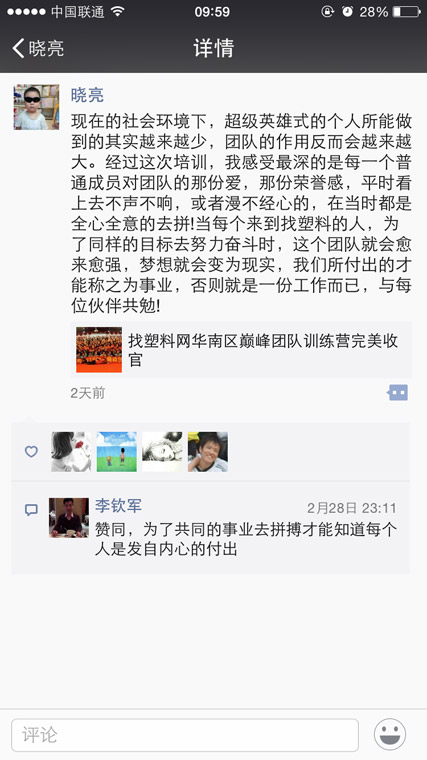 中国联通 09:59 28%
晓亮 详情
晓亮
现在的社会环境下，超级英雄式的个人所能做
到的其实越来越少，团队的作用反而会越来越
大。经过这次培训，我感受最深的是每一个普
通成员对团队的那份爱，那份荣誉感，平时看
上去不声不响，或者漫不经心的，在当时都是
全心全意的去拼!当每个来到找塑料的人，为
了同样的目标去努力奋斗时，这个团队就会愈
来愈强，梦想就会变为现实，我们所付出的才
能称之为事业，否则就是一份工作而已，与每
位伙伴共勉!
找塑料网华南区巅峰团队训练营完美收
官
2天前
李钦军 2月28日 23:11
赞同，为了共同的事业去拼搏才能知道每个
人是发自内心的付出
评论